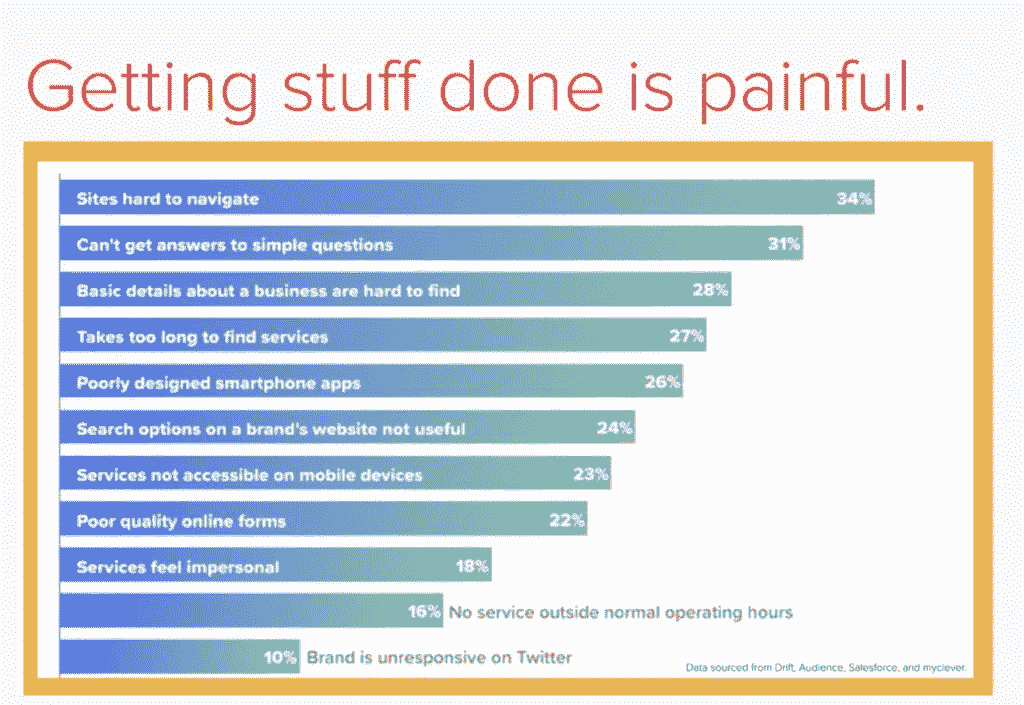 Getting stuff done is painful.
Sites hard to navigate 34%
Can't get answers to simple questions 31%
Basic details about a business are hard to find 28%
Takes too long to find services 27%
Poorly designed smartphone apps 26%
Search options on a brand's website not useful 24%
Services not accessible on mobile devices 23%
Poor quality online forms 22%
Services feel impersonal 18%
16% No service outside normal operating hours
10% Brand is unresponsive on Twitter
Data sourced from Drift, Audience, Salesforce, and myclever.